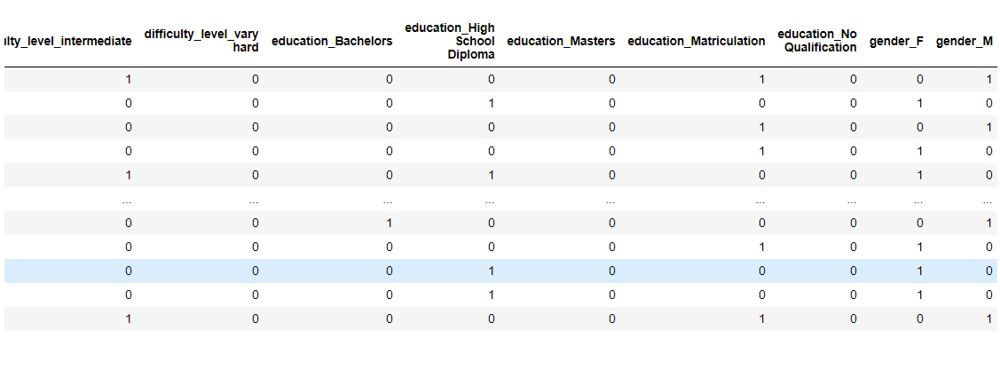 ılty_level_intermediate difficulty_level_vary hard education_Bachelors education_High School Diploma education_Masters education_Matriculation education_No Qualification gender_F gender_M
1 0 0 0 0 1 0 0 1
0 0 0 1 0 0 0 1 0
0 0 0 0 0 1 0 0 1
0 0 0 0 0 1 0 1 0
1 0 0 1 0 0 0 1 0
... ... ... ... ... ... ... ... ...
0 0 1 0 0 0 0 0 1
0 0 0 0 0 1 0 1 0
0 0 0 1 0 0 0 1 0
0 0 0 1 0 0 0 1 0
1 0 0 0 0 1 0 0 1